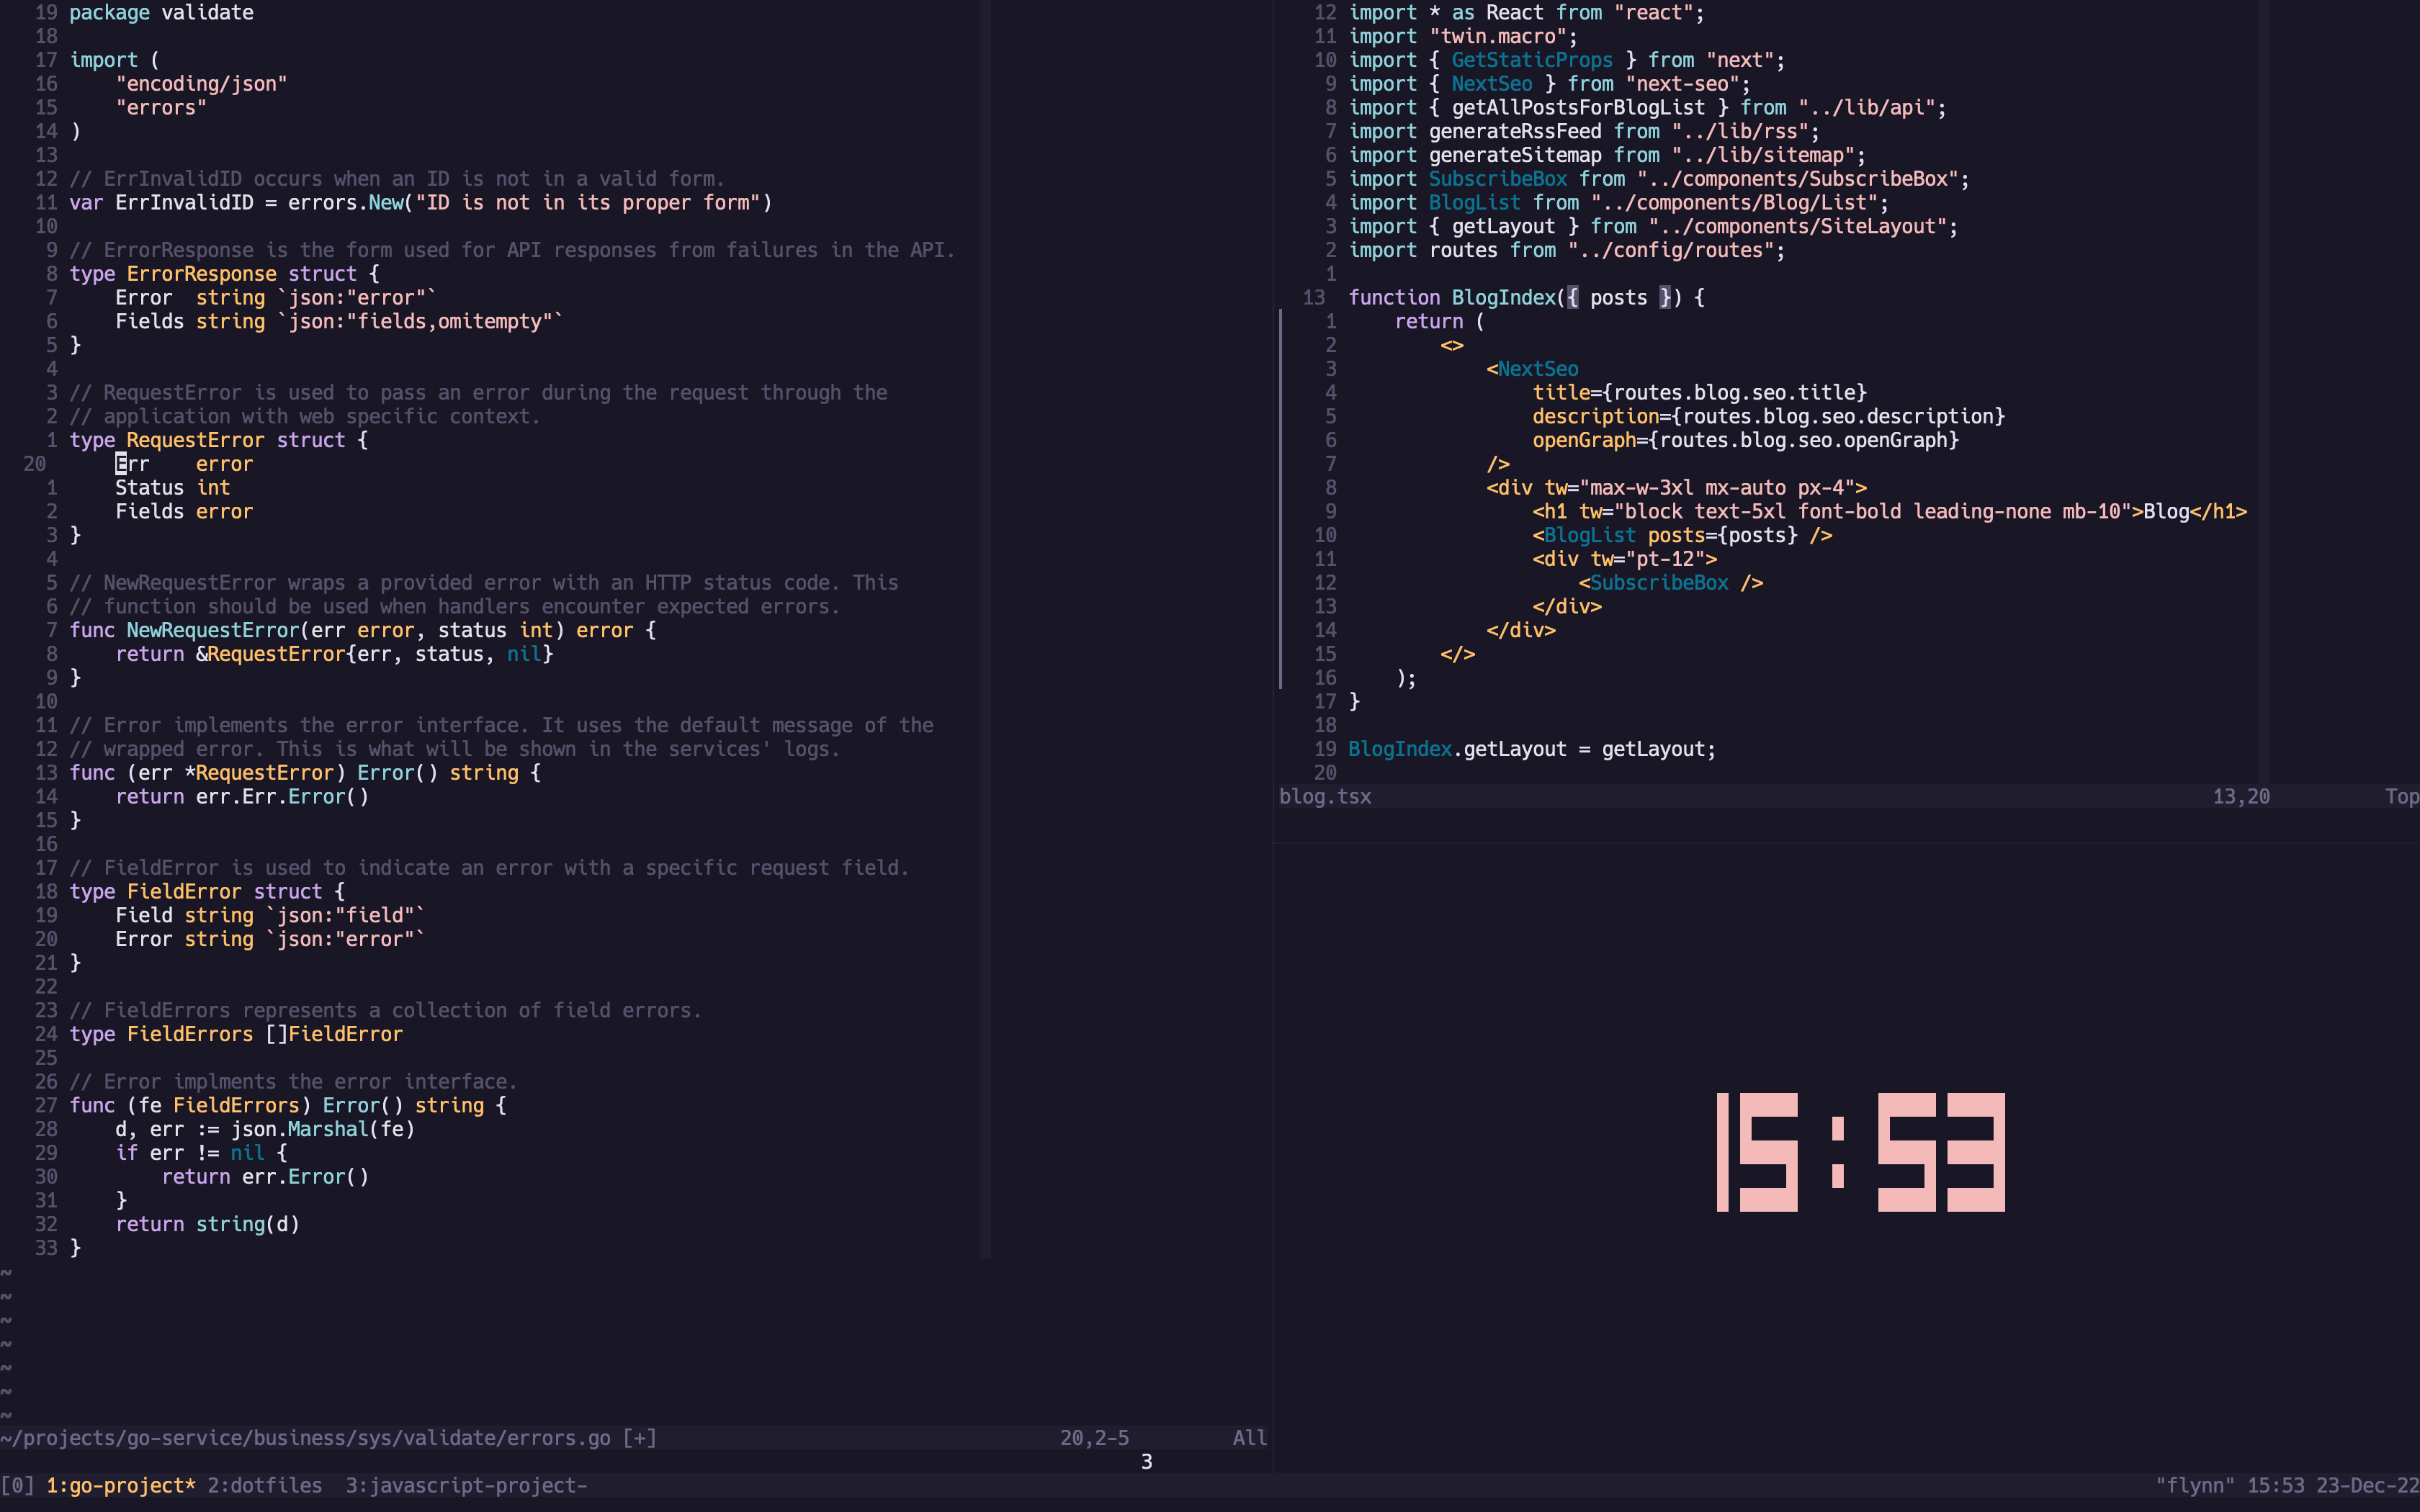 19 package validate
18
17 import (
16     "encoding/json"
15     "errors"
14 )
13
12 // ErrInvalidID occurs when an ID is not in a valid form.
11 var ErrInvalidID = errors.New("ID is not in its proper form")
10
9 // ErrorResponse is the form used for API responses from failures in the API.
8 type ErrorResponse struct {
7     Error  string `json:"error"`
6     Fields string `json:"fields,omitempty"`
5 }
4
3 // RequestError is used to pass an error during the request through the
2 // application with web specific context.
1 type RequestError struct {
20     Err    error
1     Status int
2     Fields error
3 }
4
5 // NewRequestError wraps a provided error with an HTTP status code. This
6 // function should be used when handlers encounter expected errors.
7 func NewRequestError(err error, status int) error {
8     return &RequestError{err, status, nil}
9 }
10
11 // Error implements the error interface. It uses the default message of the
12 // wrapped error. This is what will be shown in the services' logs.
13 func (err *RequestError) Error() string {
14     return err.Err.Error()
15 }
16
17 // FieldError is used to indicate an error with a specific request field.
18 type FieldError struct {
19     Field string `json:"field"`
20     Error string `json:"error"`
21 }
22
23 // FieldErrors represents a collection of field errors.
24 type FieldErrors []FieldError
25
26 // Error implments the error interface.
27 func (fe FieldErrors) Error() string {
28     d, err := json.Marshal(fe)
29     if err != nil {
30         return err.Error()
31     }
32     return string(d)
33 }
~
~
~
~
~
~
~
~/projects/go-service/business/sys/validate/errors.go [+] 20,2-5 All
3
12 import * as React from "react";
11 import "twin.macro";
10 import { GetStaticProps } from "next";
9 import { NextSeo } from "next-seo";
8 import { getAllPostsForBlogList } from "../lib/api";
7 import generateRssFeed from "../lib/rss";
6 import generateSitemap from "../lib/sitemap";
5 import SubscribeBox from "../components/SubscribeBox";
4 import BlogList from "../components/Blog/List";
3 import { getLayout } from "../components/SiteLayout";
2 import routes from "../config/routes";
1
13 function BlogIndex({ posts }) {
1     return (
2         <>
3             <NextSeo
4                 title={routes.blog.seo.title}
5                 description={routes.blog.seo.description}
6                 openGraph={routes.blog.seo.openGraph}
7             />
8             <div tw="max-w-3xl mx-auto px-4">
9                 <h1 tw="block text-5xl font-bold leading-none mb-10">Blog</h1>
10                 <BlogList posts={posts} />
11                 <div tw="pt-12">
12                     <SubscribeBox />
13                 </div>
14             </div>
15         </>
16     );
17 }
18
19 BlogIndex.getLayout = getLayout;
20
blog.tsx 13,20 Top
15:53
[0] 1:go-project* 2:dotfiles  3:javascript-project- "flynn" 15:53 23-Dec-22